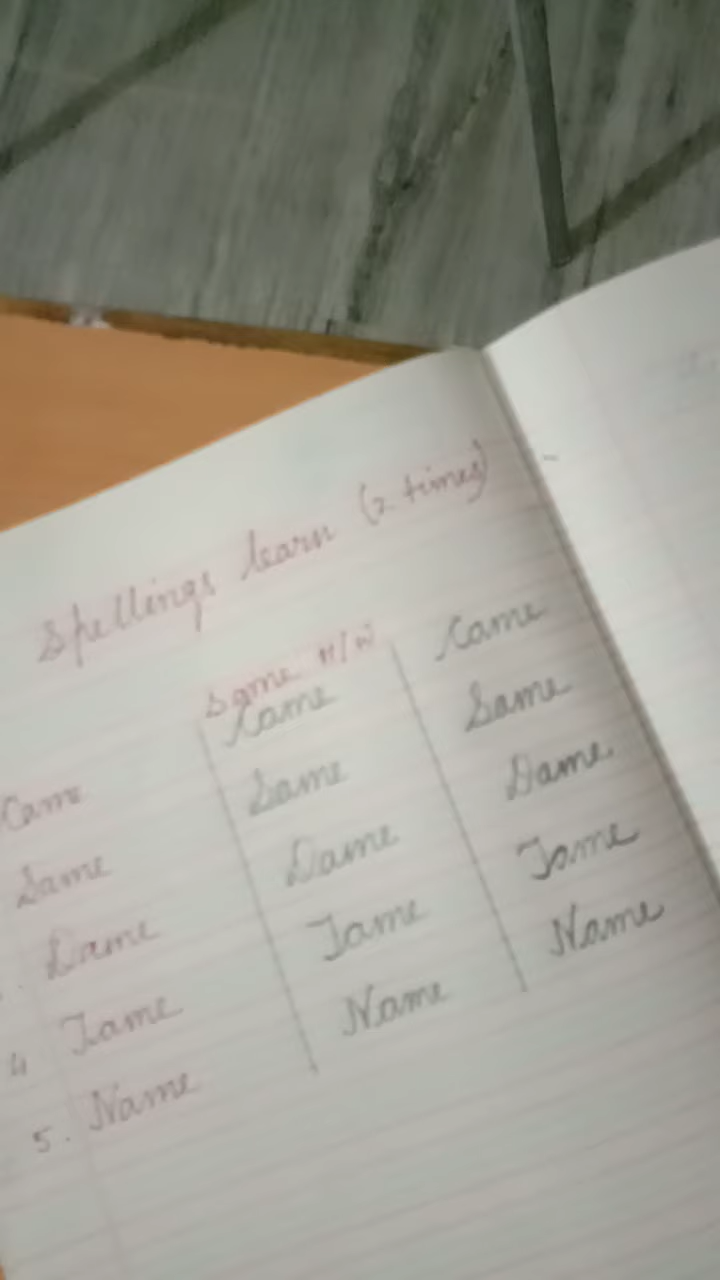 Spellings learn (2 times)
Same H/W
Came Came Came
Same Same Same
Dame Dame Dame
4 Tame Tame Tame
5. Name Name Name